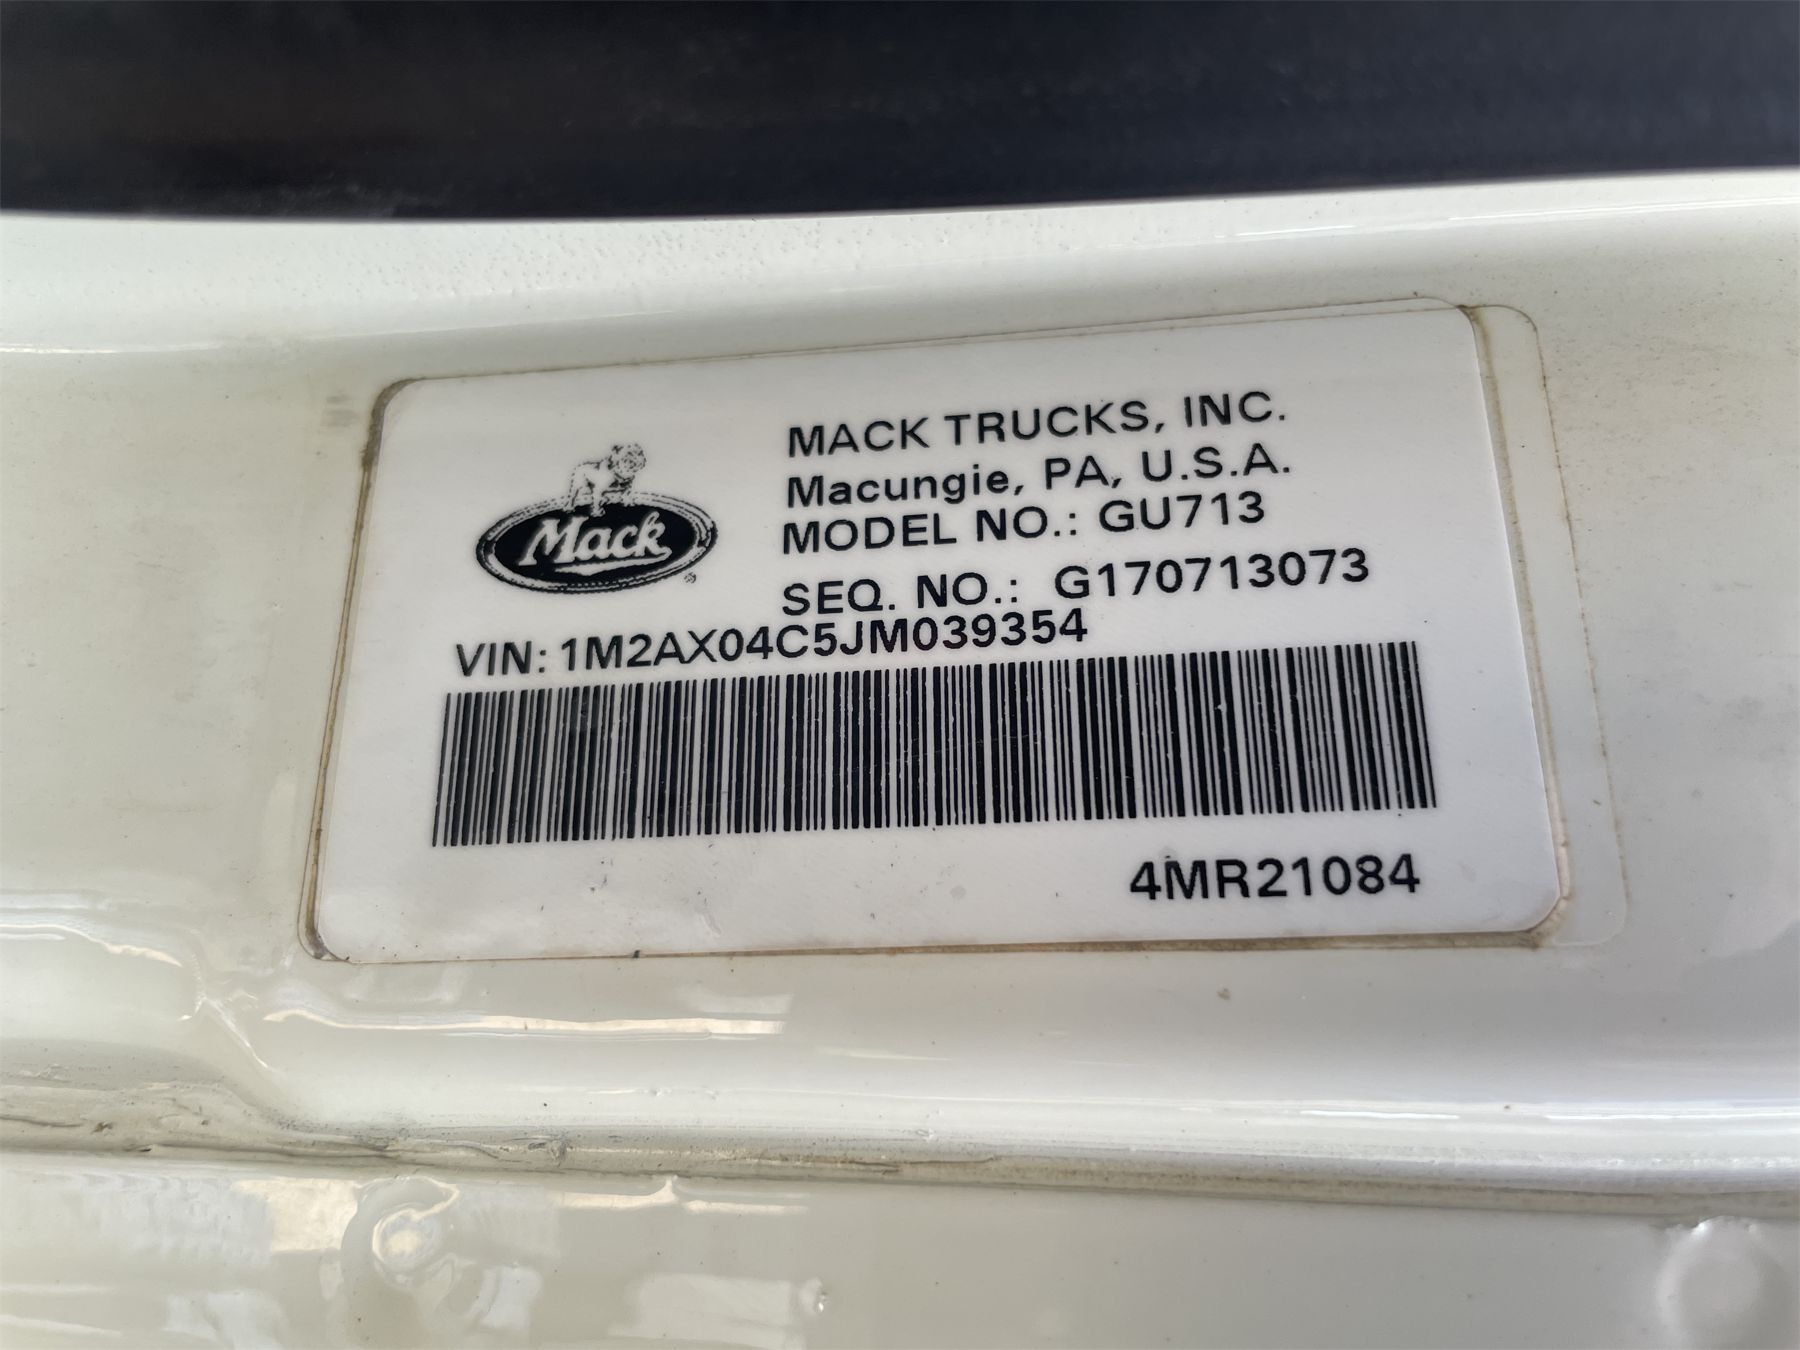 MACK TRUCKS, INC.
Macungie, PA, U.S.A.
MODEL NO.: GU713
SEQ. NO.: G170713073
Mack ®
VIN: 1M2AX04C5JM039354
4MR21084